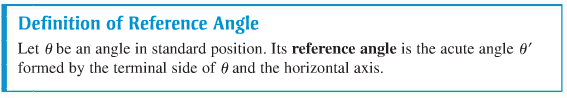 Definition of Reference Angle
Let θ be an angle in standard position. Its reference angle is the acute angle θ′
formed by the terminal side of θ and the horizontal axis.